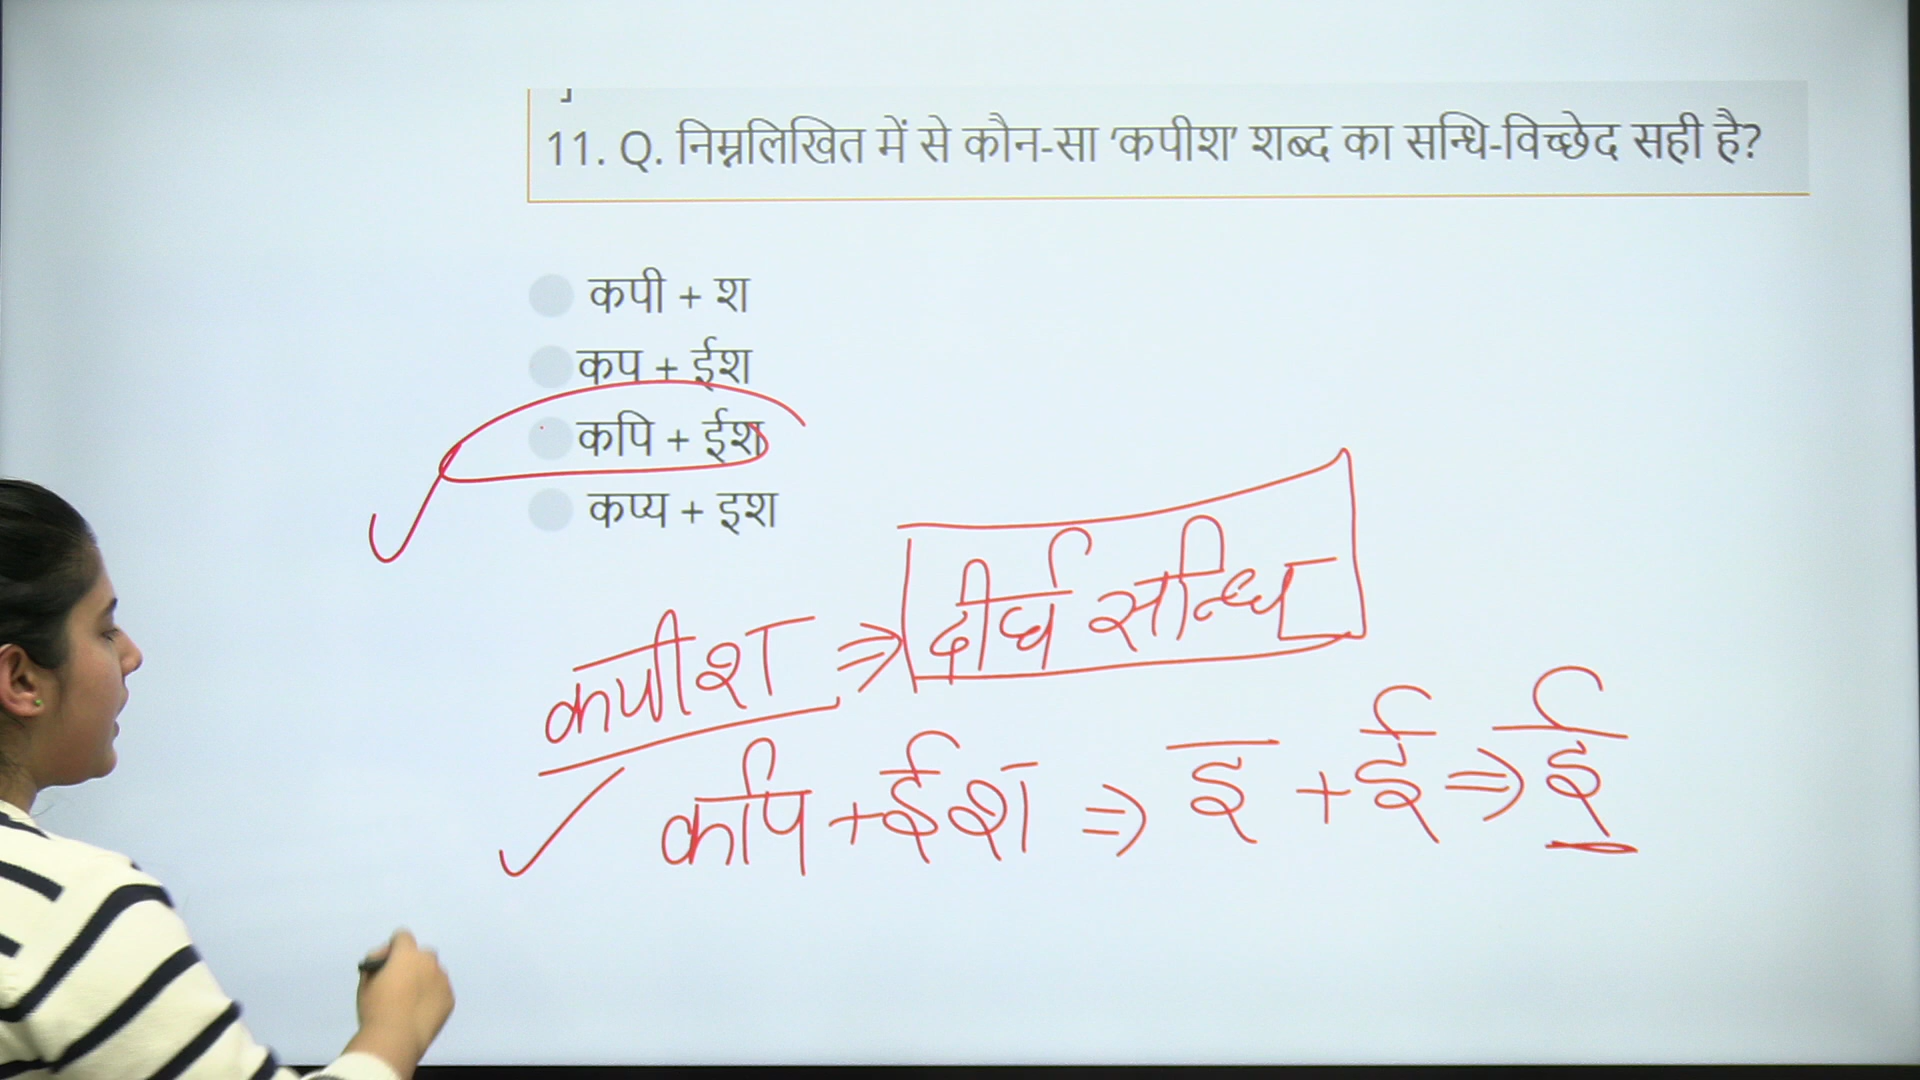 11. Q. निम्नलिखित में से कौन-सा ‘कपीश’ शब्द का सन्धि-विच्छेद सही है?
कपी + श
कप + ईश
कपि + ईश
कप्य + इश
कपीश ⇒ दीर्घ सन्धि
कपि + ईश ⇒ इ + ई ⇒ ई